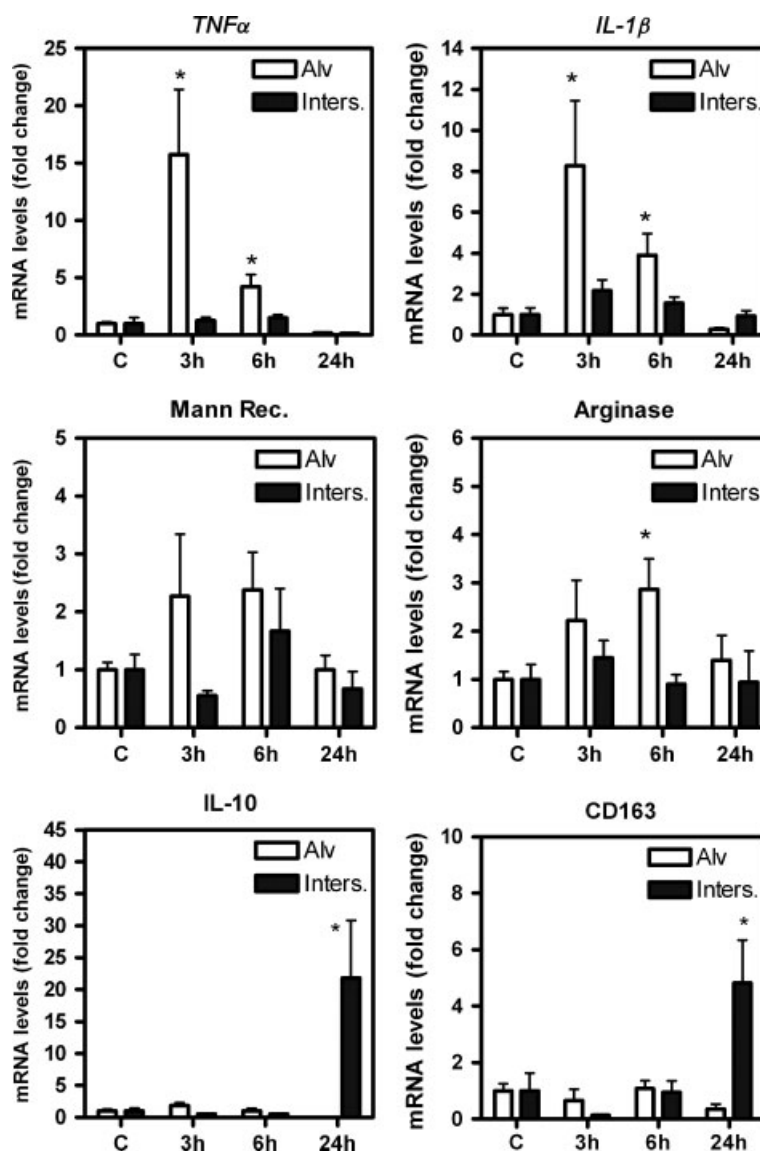 TNFα
mRNA levels (fold change)
25
20
15
10
5
0
Alv
Inters.
*
*
C 3h 6h 24h
IL-1β
mRNA levels (fold change)
14
12
10
8
6
4
2
0
Alv
Inters.
*
*
C 3h 6h 24h
Mann Rec.
mRNA levels (fold change)
5
4
3
2
1
0
Alv
Inters.
C 3h 6h 24h
Arginase
mRNA levels (fold change)
6
5
4
3
2
1
0
Alv
Inters.
*
C 3h 6h 24h
IL-10
mRNA levels (fold change)
45
40
35
30
25
20
15
10
5
0
Alv
Inters.
*
C 3h 6h 24h
CD163
mRNA levels (fold change)
10
8
6
4
2
0
Alv
Inters.
*
C 3h 6h 24h